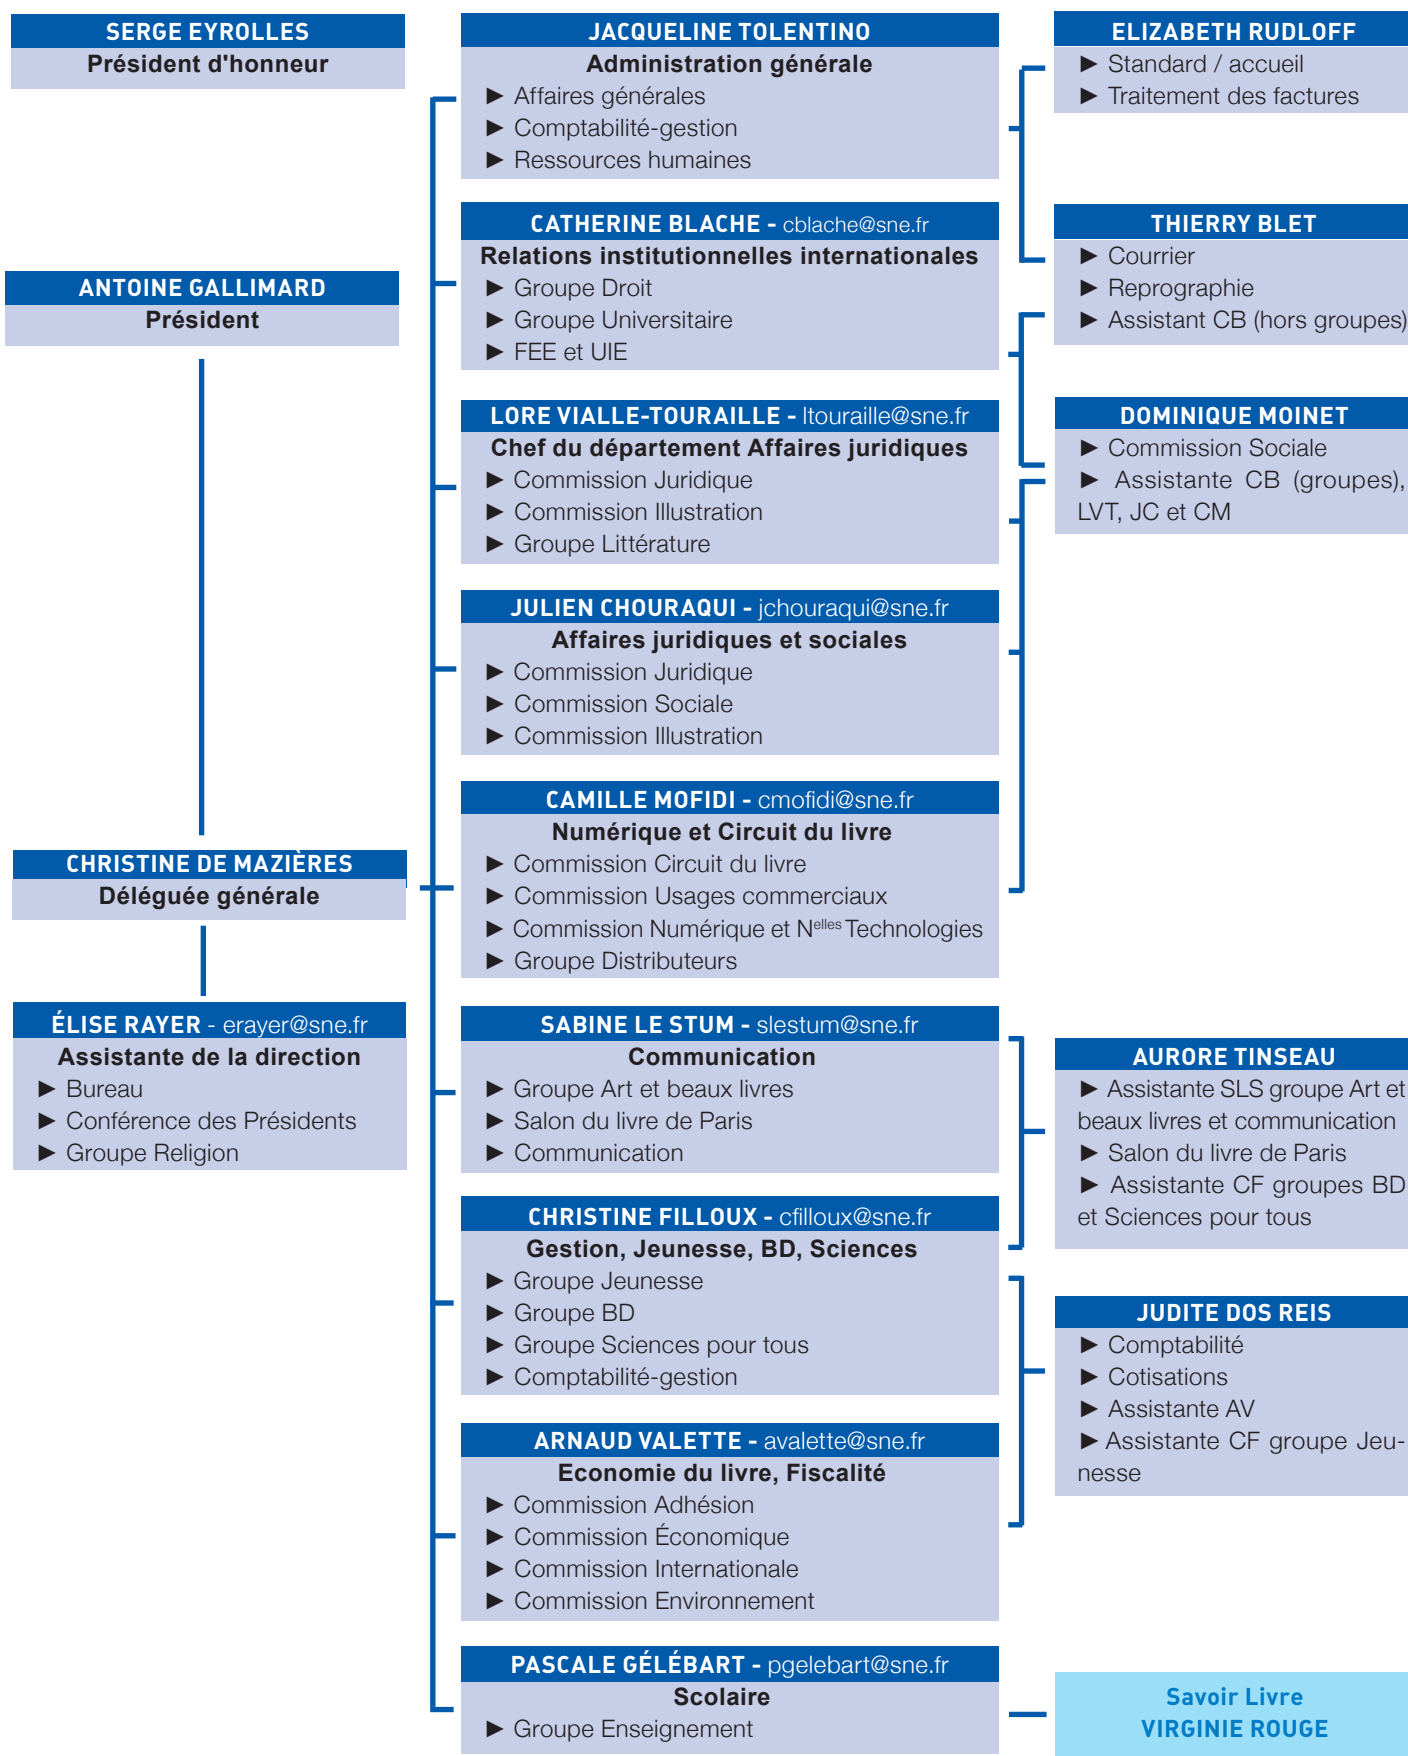 SERGE EYROLLES
Président d'honneur
ANTOINE GALLIMARD
Président
CHRISTINE DE MAZIÈRES
Déléguée générale
ÉLISE RAYER - erayer@sne.fr
Assistante de la direction
► Bureau
► Conférence des Présidents
► Groupe Religion
JACQUELINE TOLENTINO
Administration générale
► Affaires générales
► Comptabilité-gestion
► Ressources humaines
CATHERINE BLACHE - cblache@sne.fr
Relations institutionnelles internationales
► Groupe Droit
► Groupe Universitaire
► FEE et UIE
LORE VIALLE-TOURAILLE - ltouraille@sne.fr
Chef du département Affaires juridiques
► Commission Juridique
► Commission Illustration
► Groupe Littérature
JULIEN CHOURAQUI - jchouraqui@sne.fr
Affaires juridiques et sociales
► Commission Juridique
► Commission Sociale
► Commission Illustration
CAMILLE MOFIDI - cmofidi@sne.fr
Numérique et Circuit du livre
► Commission Circuit du livre
► Commission Usages commerciaux
► Commission Numérique et Nelles Technologies
► Groupe Distributeurs
SABINE LE STUM - slestum@sne.fr
Communication
► Groupe Art et beaux livres
► Salon du livre de Paris
► Communication
CHRISTINE FILLOUX - cfilloux@sne.fr
Gestion, Jeunesse, BD, Sciences
► Groupe Jeunesse
► Groupe BD
► Groupe Sciences pour tous
► Comptabilité-gestion
ARNAUD VALETTE - avalette@sne.fr
Economie du livre, Fiscalité
► Commission Adhésion
► Commission Économique
► Commission Internationale
► Commission Environnement
PASCALE GÉLÉBART - pgelebart@sne.fr
Scolaire
► Groupe Enseignement
ELIZABETH RUDLOFF
► Standard / accueil
► Traitement des factures
THIERRY BLET
► Courrier
► Reprographie
► Assistant CB (hors groupes)
DOMINIQUE MOINET
► Commission Sociale
► Assistante CB (groupes),
LVT, JC et CM
AURORE TINSEAU
► Assistante SLS groupe Art et
beaux livres et communication
► Salon du livre de Paris
► Assistante CF groupes BD
et Sciences pour tous
JUDITE DOS REIS
► Comptabilité
► Cotisations
► Assistante AV
► Assistante CF groupe Jeu-
nesse
Savoir Livre
VIRGINIE ROUGE